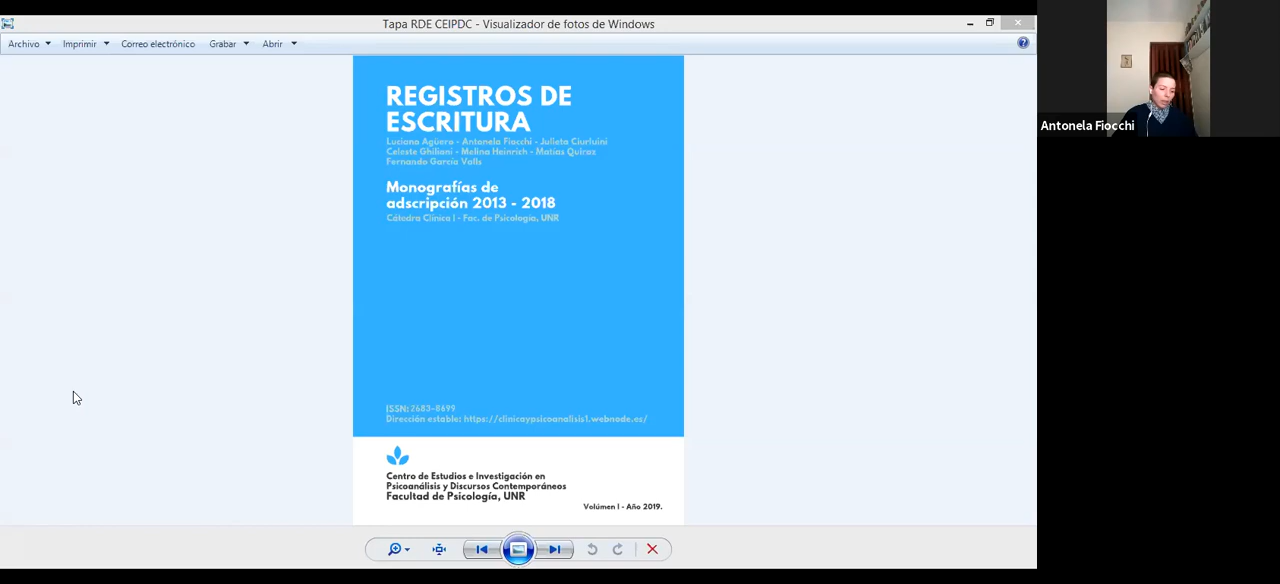 Tapa RDE CEIPDC - Visualizador de fotos de Windows
Archivo Imprimir Correo electrónico Grabar Abrir
REGISTROS DE
ESCRITURA
Luciano Agüero - Antonela Fiocchi - Julieta Ciurluini
Celeste Ghilioni - Melina Heinrich - Matías Quiroz
Fernando García Valls
Monografías de
adscripción 2013 - 2018
Cátedra Clínica I - Fac. de Psicología, UNR
ISSN: 2683-8699
Dirección estable: https://clinicaypsicoanalisis1.webnode.es/
Centro de Estudios e Investigación en
Psicoanálisis y Discursos Contemporáneos
Facultad de Psicología, UNR
Volúmen I - Año 2019.
Antonela Fiocchi